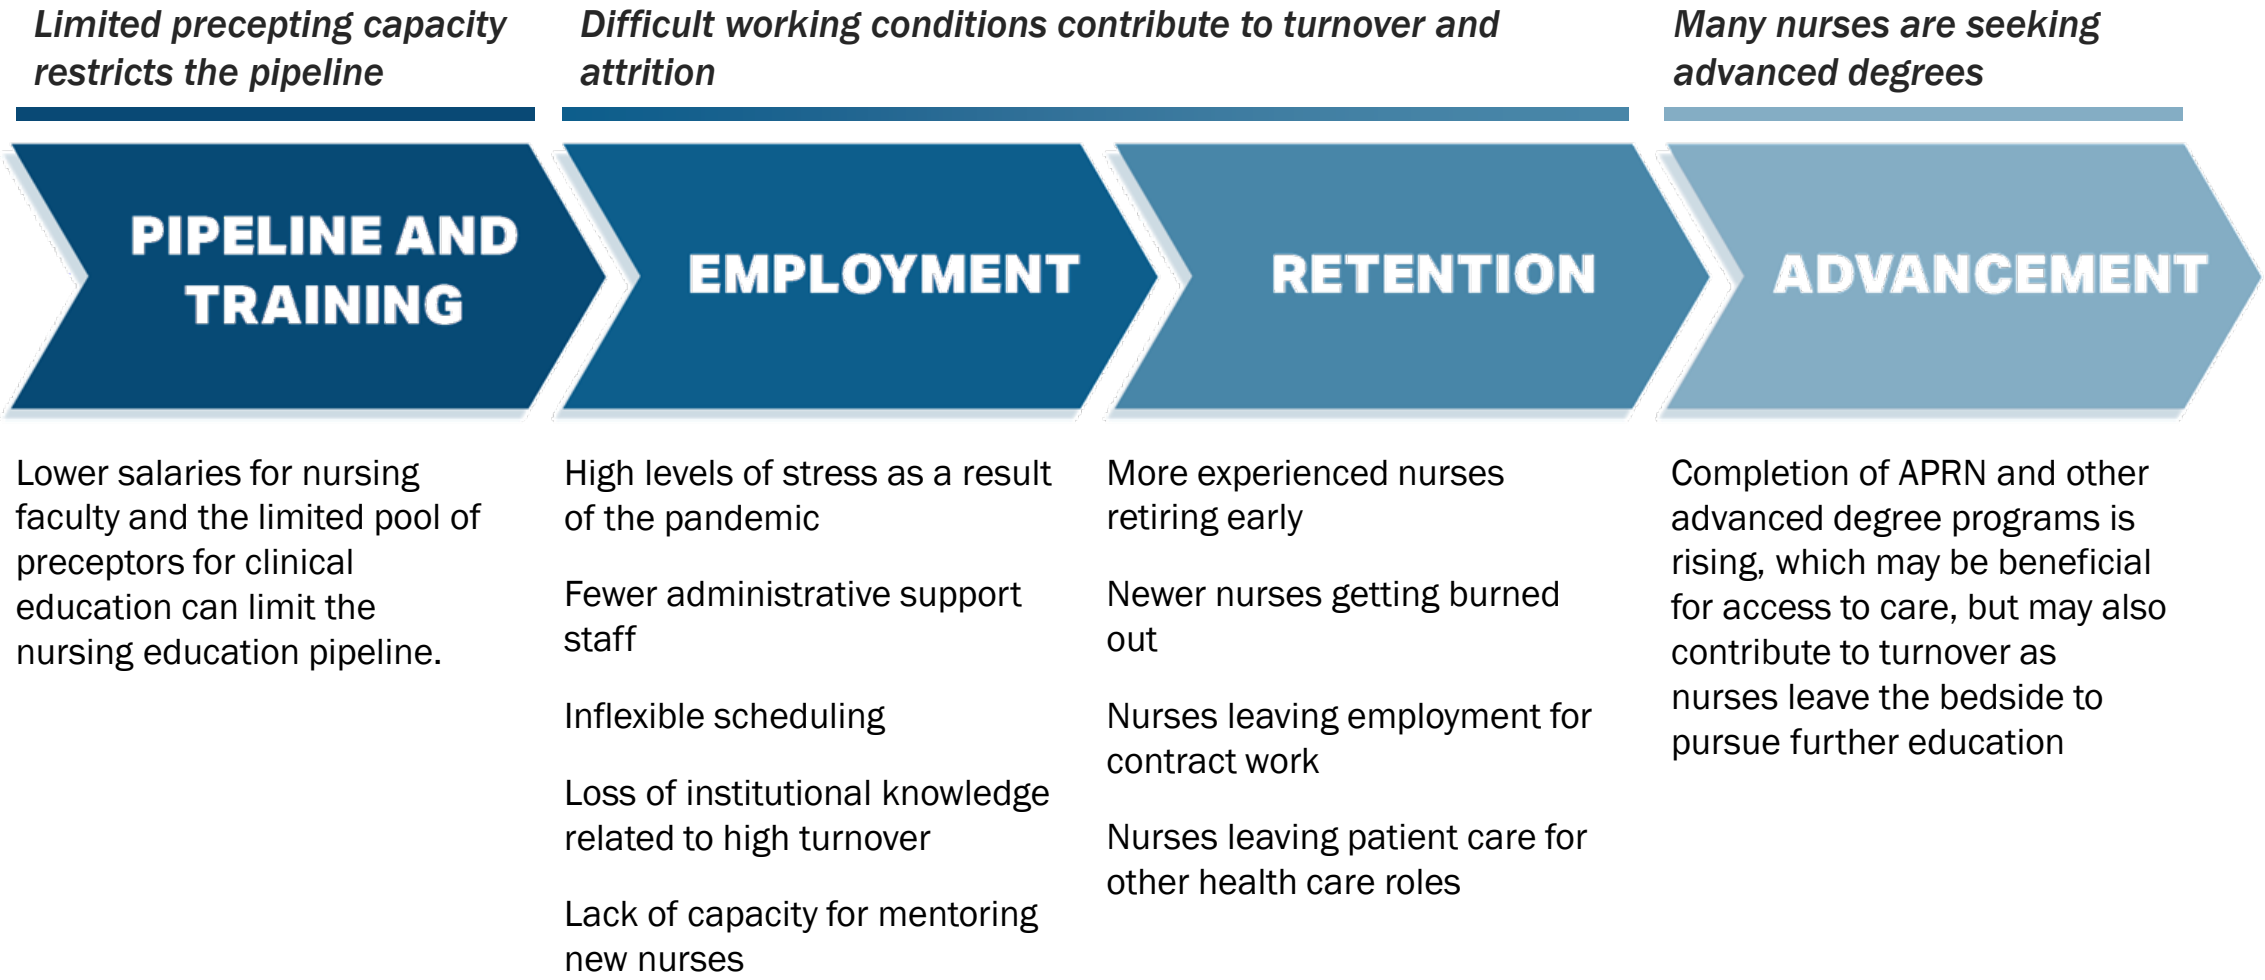 Limited precepting capacity
restricts the pipeline
Difficult working conditions contribute to turnover and
attrition
Many nurses are seeking
advanced degrees
PIPELINE AND
TRAINING
EMPLOYMENT
RETENTION
ADVANCEMENT
Lower salaries for nursing
faculty and the limited pool of
preceptors for clinical
education can limit the
nursing education pipeline.
High levels of stress as a result
of the pandemic
Fewer administrative support
staff
Inflexible scheduling
Loss of institutional knowledge
related to high turnover
Lack of capacity for mentoring
new nurses
More experienced nurses
retiring early
Newer nurses getting burned
out
Nurses leaving employment for
contract work
Nurses leaving patient care for
other health care roles
Completion of APRN and other
advanced degree programs is
rising, which may be beneficial
for access to care, but may also
contribute to turnover as
nurses leave the bedside to
pursue further education